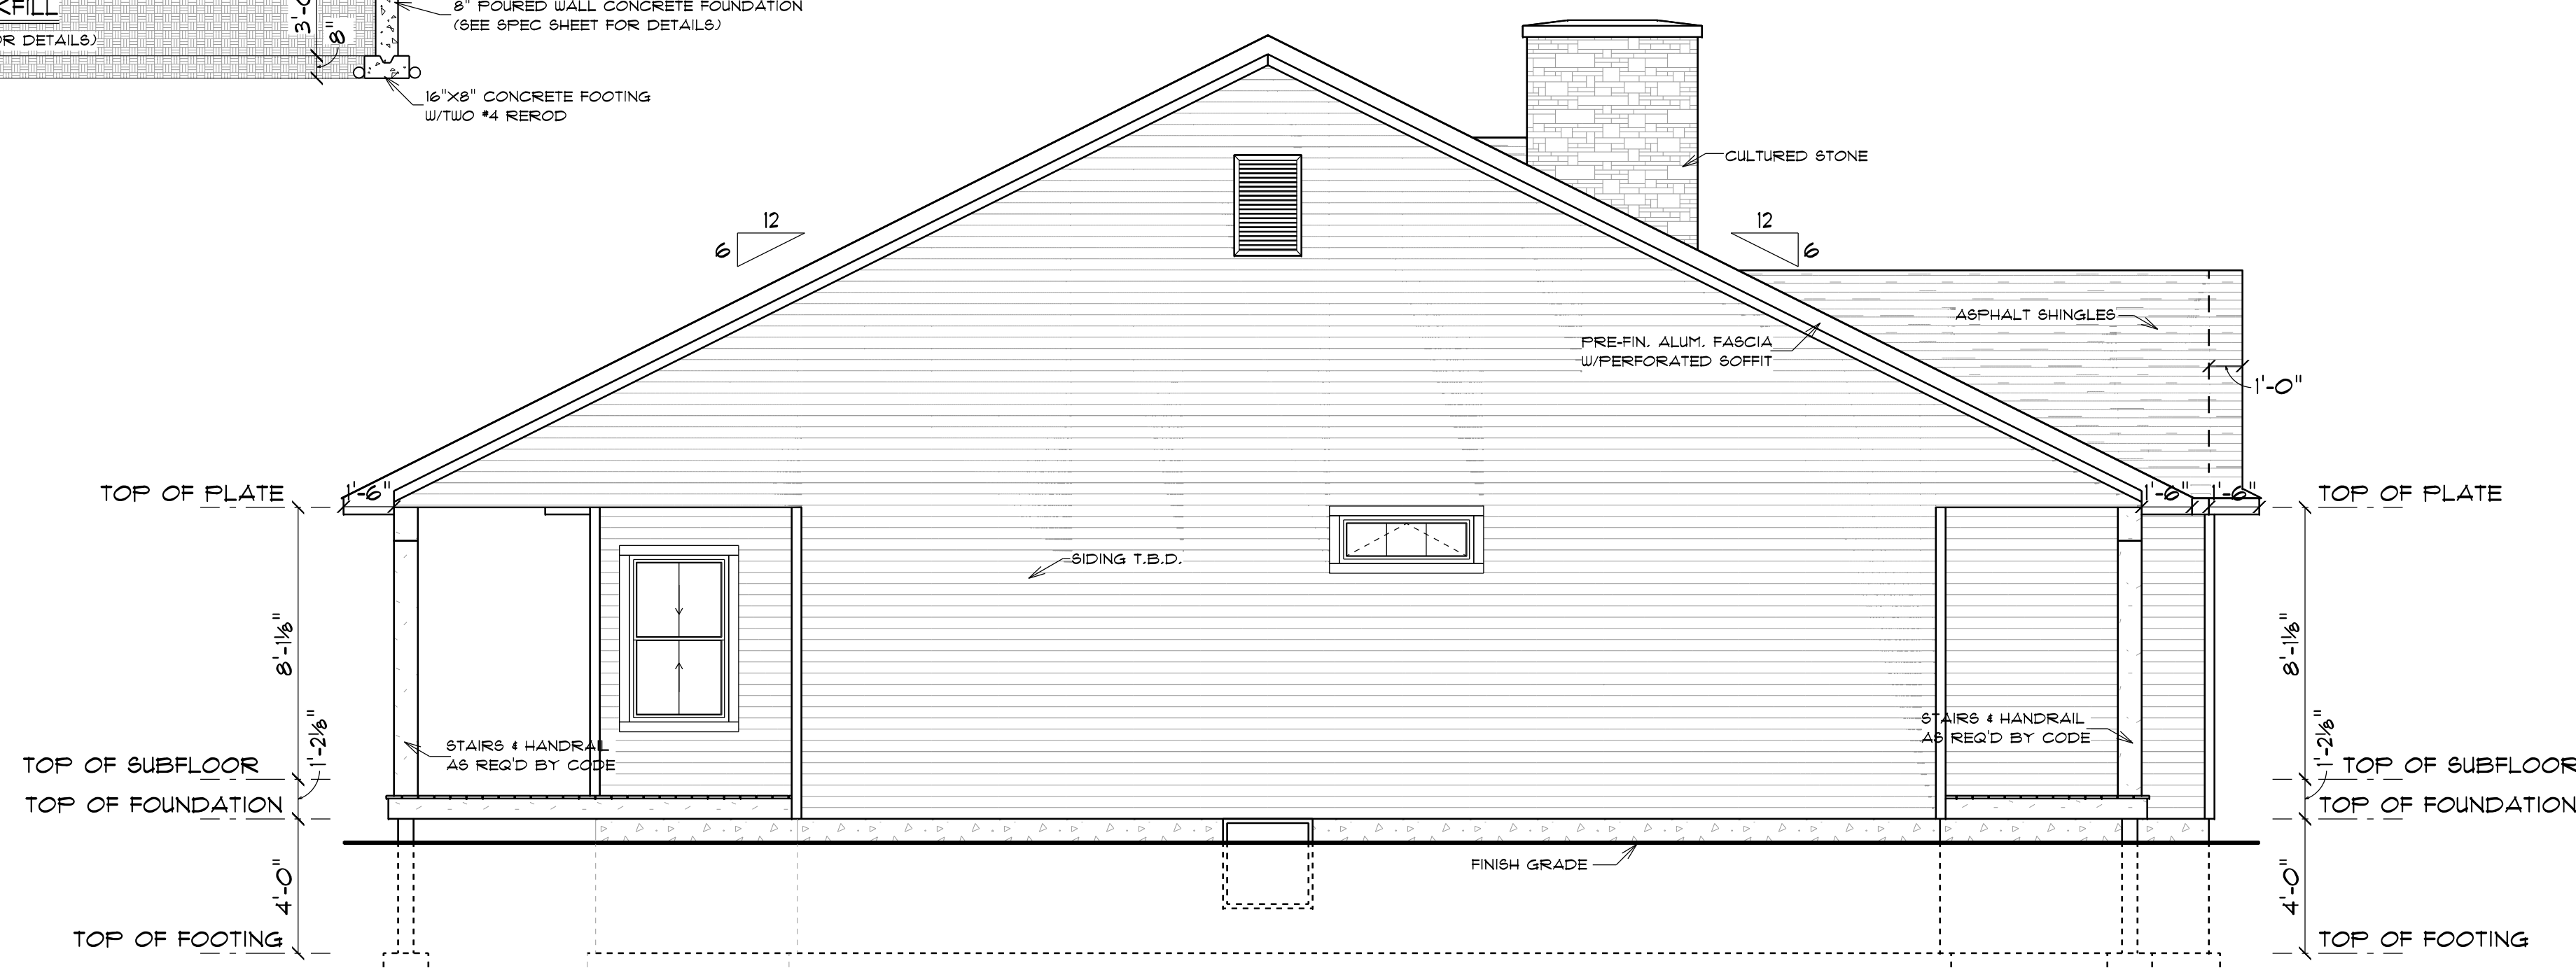 KFILL
OR DETAILS)
3'-0
8"
8" POURED WALL CONCRETE FOUNDATION
(SEE SPEC SHEET FOR DETAILS)
16"X8" CONCRETE FOOTING
W/TWO #4 REROD
CULTURED STONE
12
6
12
6
ASPHALT SHINGLES
PRE-FIN. ALUM. FASCIA
W/PERFORATED SOFFIT
1'-0"
TOP OF PLATE
1'-6"
1'-6"
1'-6"
TOP OF PLATE
SIDING T.B.D.
8'-1⅛"
8'-1⅛"
STAIRS & HANDRAIL
AS REQ'D BY CODE
STAIRS & HANDRAIL
AS REQ'D BY CODE
1'-2⅛"
1'-2⅛"
TOP OF SUBFLOOR
TOP OF SUBFLOOR
TOP OF FOUNDATION
TOP OF FOUNDATION
FINISH GRADE
4'-0"
4'-0"
TOP OF FOOTING
TOP OF FOOTING